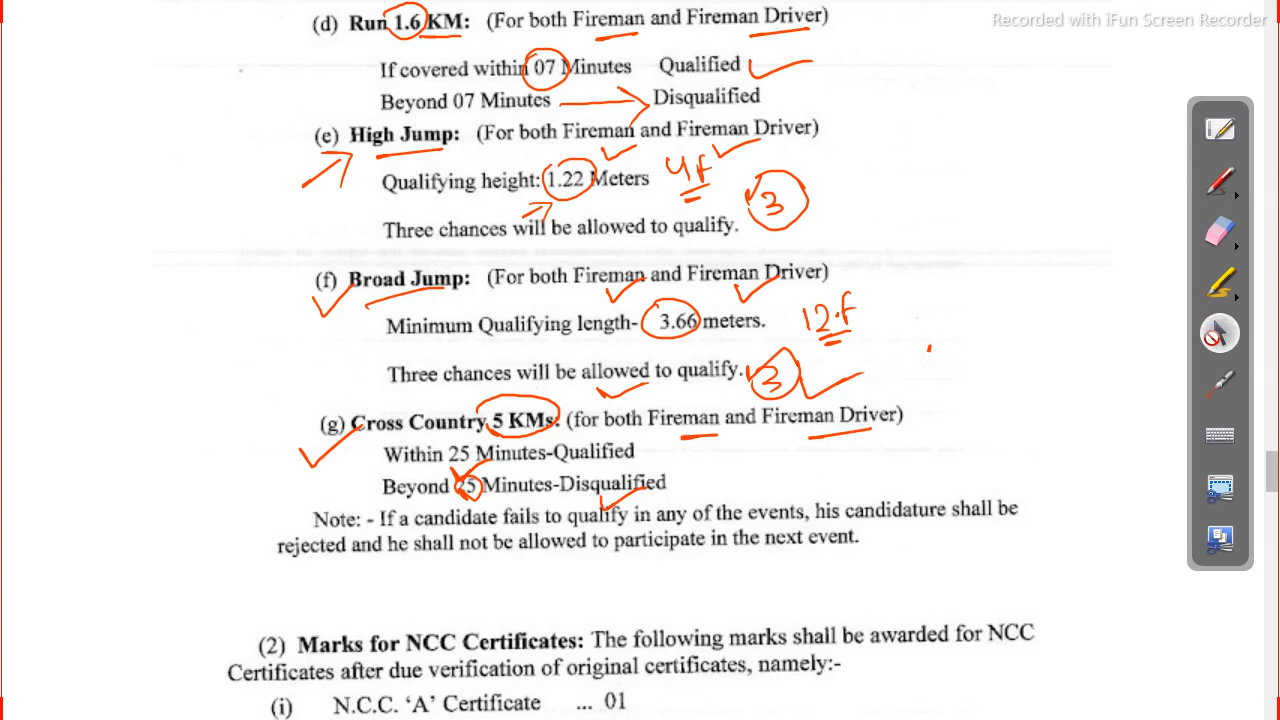 Recorded with iFun Screen Recorder
(d) Run 1.6 KM: (For both Fireman and Fireman Driver)
If covered within 07 Minutes Qualified
Beyond 07 Minutes Disqualified
(e) High Jump: (For both Fireman and Fireman Driver)
Qualifying height: 1.22 Meters 4f
Three chances will be allowed to qualify. 3
(f) Broad Jump: (For both Fireman and Fireman Driver)
Minimum Qualifying length- 3.66 meters. 12.f
Three chances will be allowed to qualify. 3
(g) Cross Country 5 KMs: (for both Fireman and Fireman Driver)
Within 25 Minutes-Qualified
Beyond 25 Minutes-Disqualified
Note: - If a candidate fails to qualify in any of the events, his candidature shall be
rejected and he shall not be allowed to participate in the next event.
(2) Marks for NCC Certificates: The following marks shall be awarded for NCC
Certificates after due verification of original certificates, namely:-
(i) N.C.C. ‘A’ Certificate ... 01